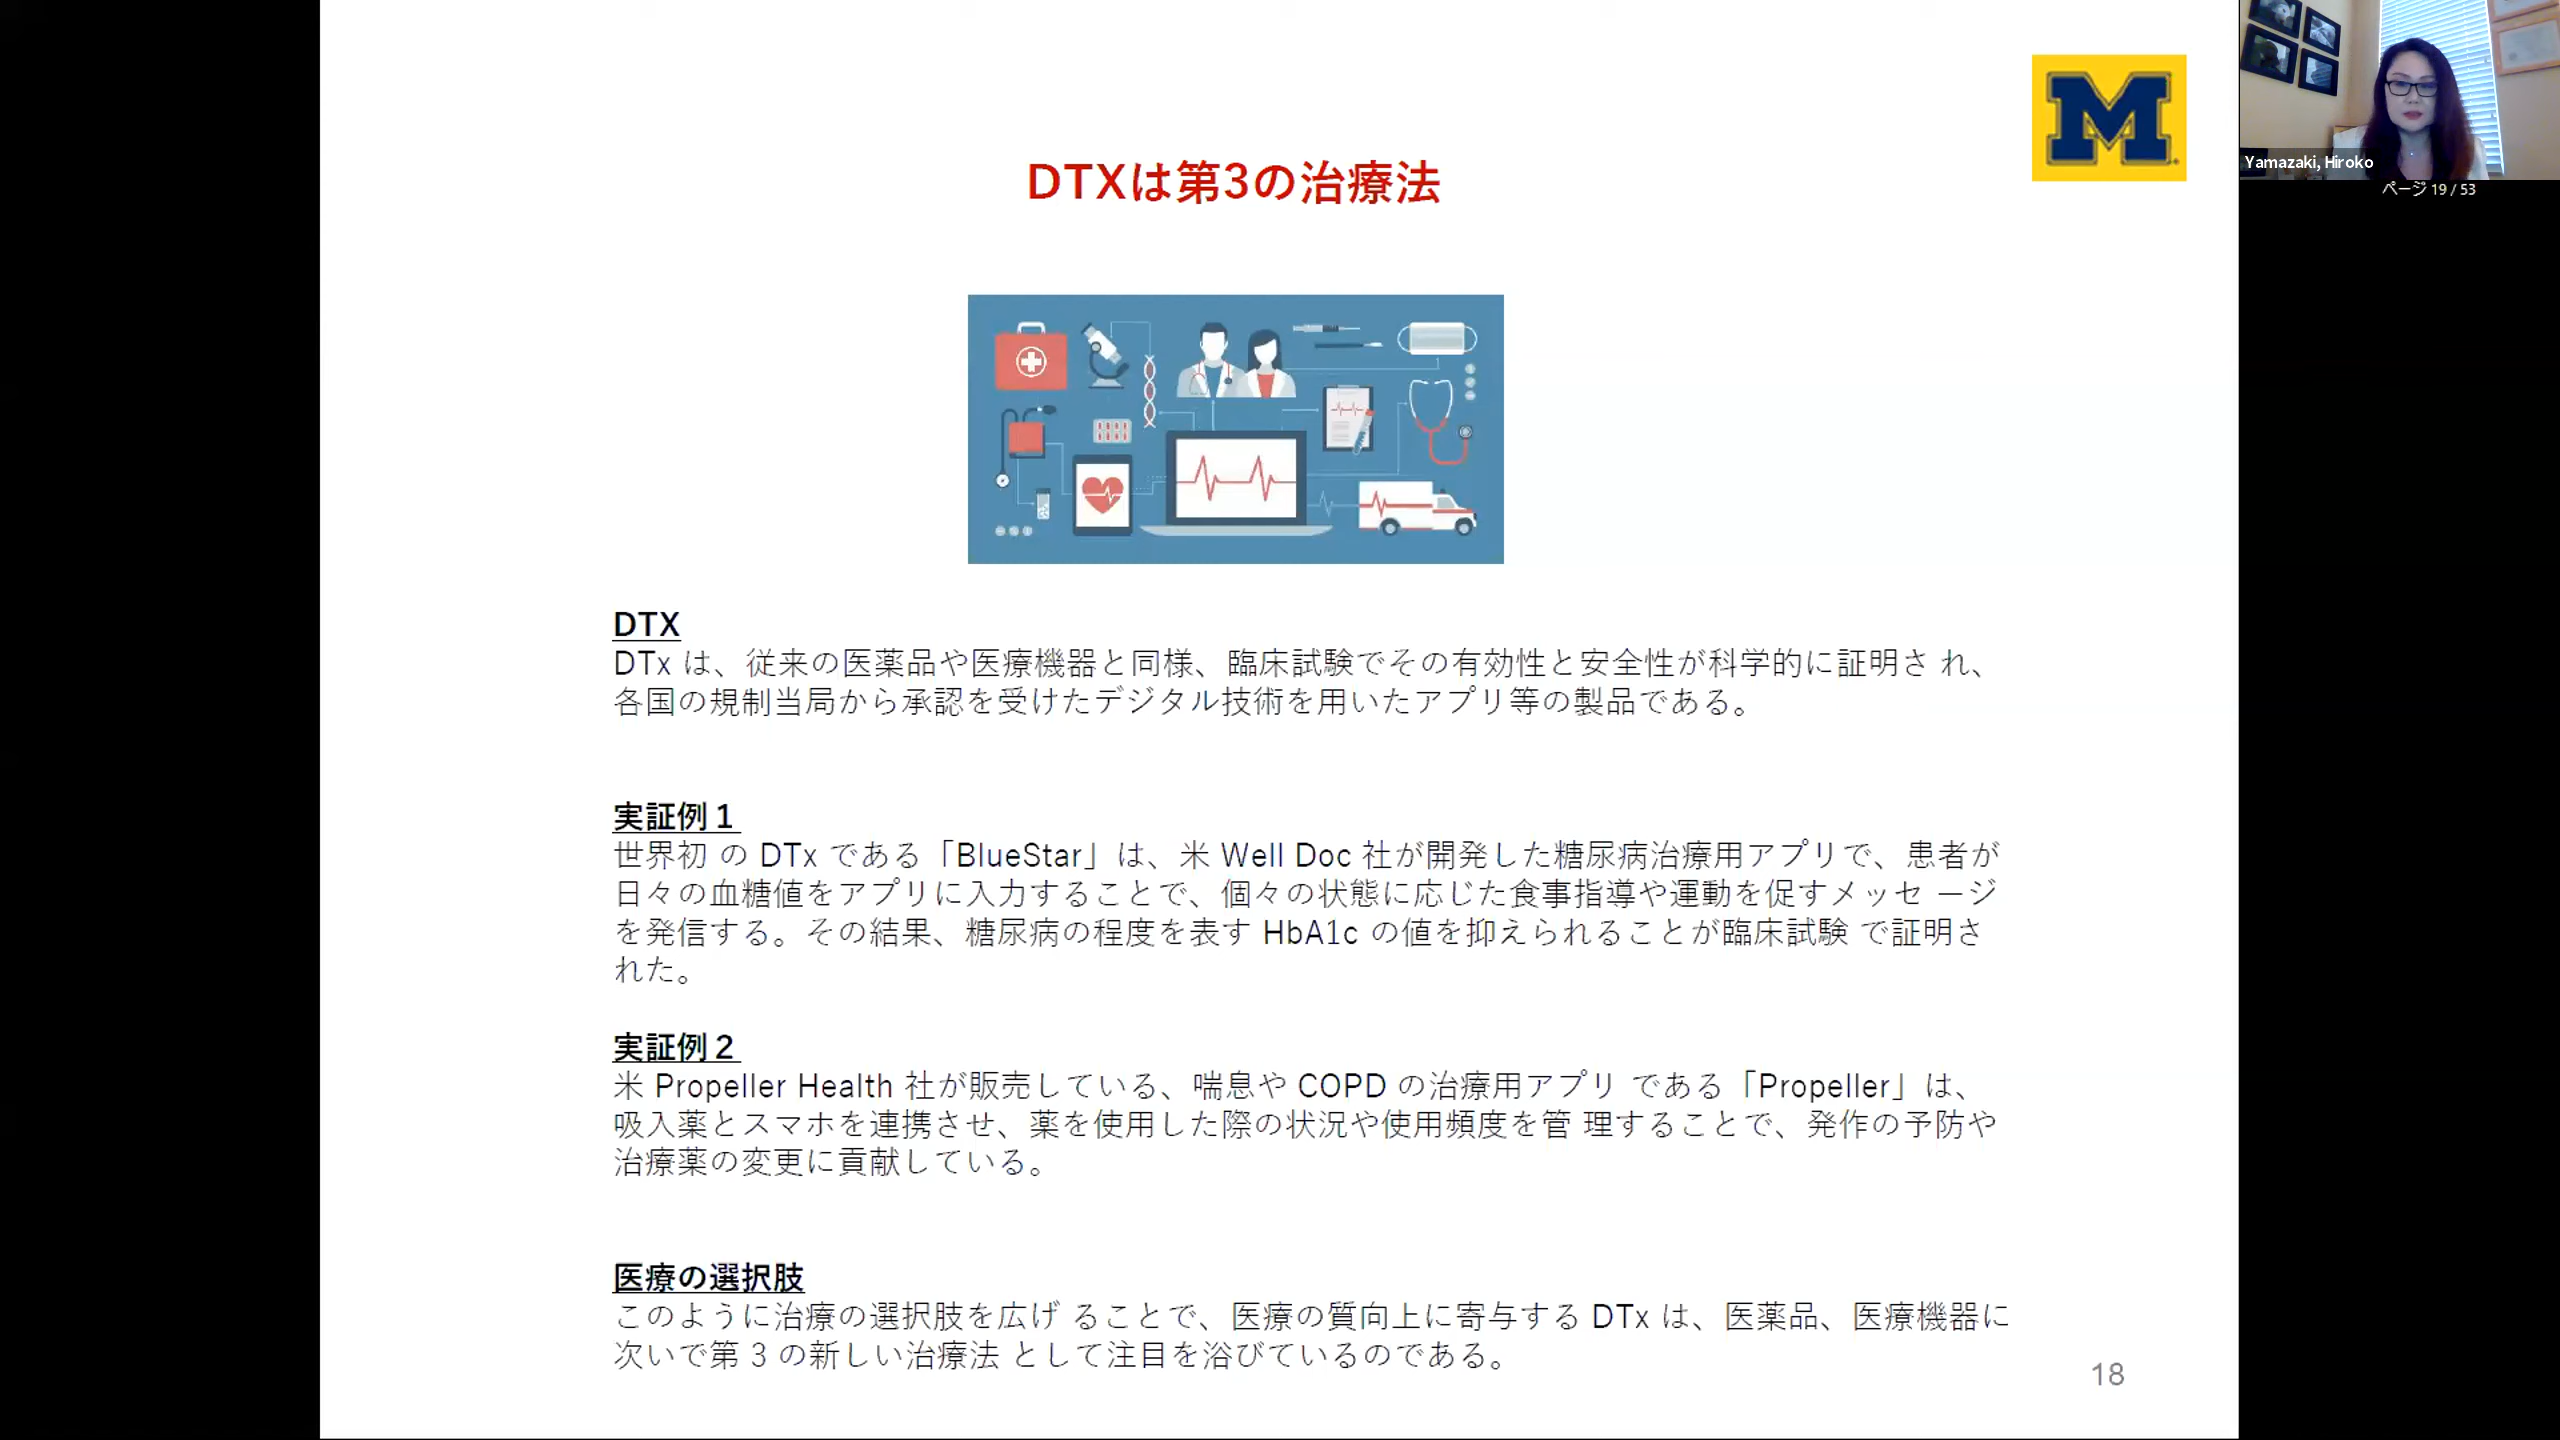 DTXは第3の治療法
M
Yamazaki, Hiroko
ページ 19 / 53
DTX
DTx は、従来の医薬品や医療機器と同様、臨床試験でその有効性と安全性が科学的に証明さ れ、
各国の規制当局から承認を受けたデジタル技術を用いたアプリ等の製品である。
実証例１
世界初 の DTx である「BlueStar」は、米 Well Doc 社が開発した糖尿病治療用アプリで、患者が
日々の血糖値をアプリに入力することで、個々の状態に応じた食事指導や運動を促すメッセ ージ
を発信する。その結果、糖尿病の程度を表す HbA1c の値を抑えられることが臨床試験 で証明さ
れた。
実証例２
米 Propeller Health 社が販売している、喘息や COPD の治療用アプリ である「Propeller」は、
吸入薬とスマホを連携させ、薬を使用した際の状況や使用頻度を管 理することで、発作の予防や
治療薬の変更に貢献している。
医療の選択肢
このように治療の選択肢を広げ ることで、医療の質向上に寄与する DTx は、医薬品、医療機器に
次いで第 3 の新しい治療法 として注目を浴びているのである。
18